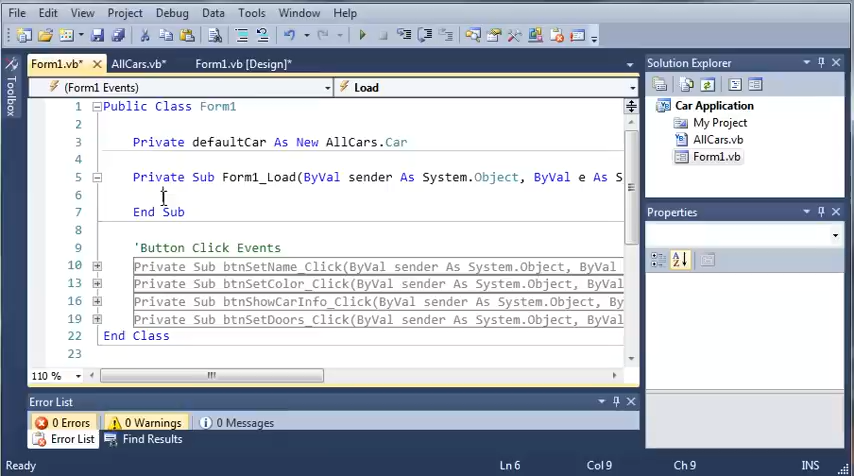 File Edit View Project Debug Data Tools Window Help
Form1.vb* AllCars.vb* Form1.vb [Design]*
Toolbox
(Form1 Events) Load
1 Public Class Form1
2
3 Private defaultCar As New AllCars.Car
4
5 Private Sub Form1_Load(ByVal sender As System.Object, ByVal e As S
6
7 End Sub
8
9 'Button Click Events
10 Private Sub btnSetName_Click(ByVal sender As System.Object, ByVal
13 Private Sub btnSetColor_Click(ByVal sender As System.Object, ByVal
16 Private Sub btnShowCarInfo_Click(ByVal sender As System.Object, By
19 Private Sub btnSetDoors_Click(ByVal sender As System.Object, ByVal
22 End Class
23
110 %
Solution Explorer
Car Application
My Project
AllCars.vb
Form1.vb
Properties
Error List
0 Errors 0 Warnings 0 Messages
Error List Find Results
Ready Ln 6 Col 9 Ch 9 INS